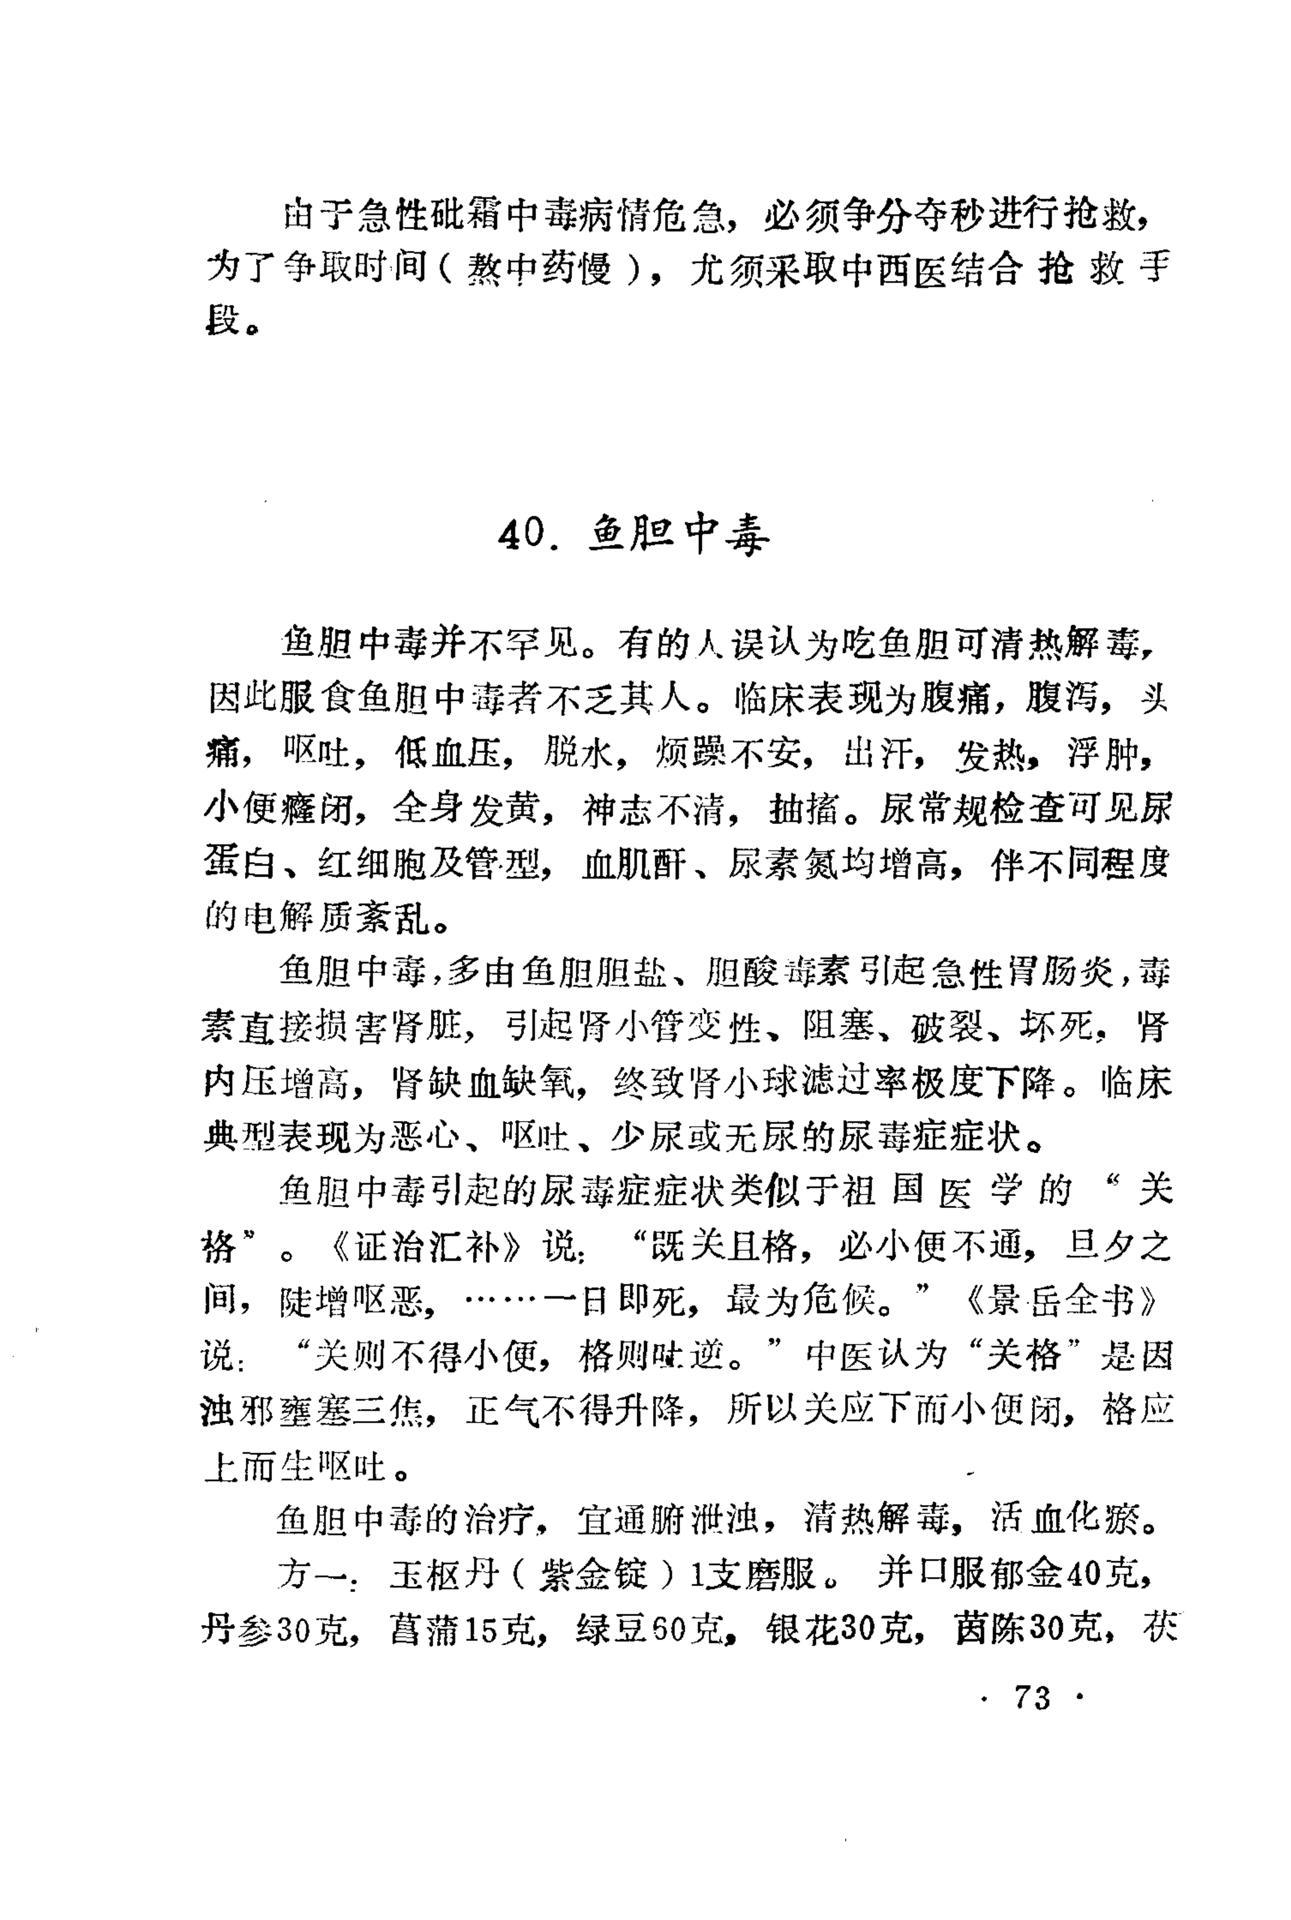 由于急性砒霜中毒病情危急，必须争分夺秒进行抢救，
为了争取时间（熬中药慢），尤须采取中西医结合抢救手
段。
40．鱼胆中毒
鱼胆中毒并不罕见。有的人误认为吃鱼胆可清热解毒，
因此服食鱼胆中毒者不乏其人。临床表现为腹痛，腹泻，头
痛，呕吐，低血压，脱水，烦躁不安，出汗，发热，浮肿，
小便癃闭，全身发黄，神志不清，抽搐。尿常规检查可见尿
蛋白、红细胞及管型，血肌酐、尿素氮均增高，伴不同程度
的电解质紊乱。
鱼胆中毒，多由鱼胆胆盐、胆酸毒素引起急性胃肠炎，毒
素直接损害肾脏，引起肾小管变性、阻塞、破裂、坏死，肾
内压增高，肾缺血缺氧，终致肾小球滤过率极度下降。临床
典型表现为恶心、呕吐、少尿或无尿的尿毒症症状。
鱼胆中毒引起的尿毒症症状类似于祖国医学的“关
格”。《证治汇补》说：“既关且格，必小便不通，旦夕之
间，陡增呕恶，……一日即死，最为危候。”《景岳全书》
说：“关则不得小便，格则吐逆。”中医认为“关格”是因
浊邪壅塞三焦，正气不得升降，所以关应下而小便闭，格应
上而生呕吐。
鱼胆中毒的治疗，宜通腑泄浊，清热解毒，活血化瘀。
方一：玉枢丹（紫金锭）1支磨服。并口服郁金40克，
丹参30克，菖蒲15克，绿豆60克，银花30克，茵陈30克，茯
· 73 ·